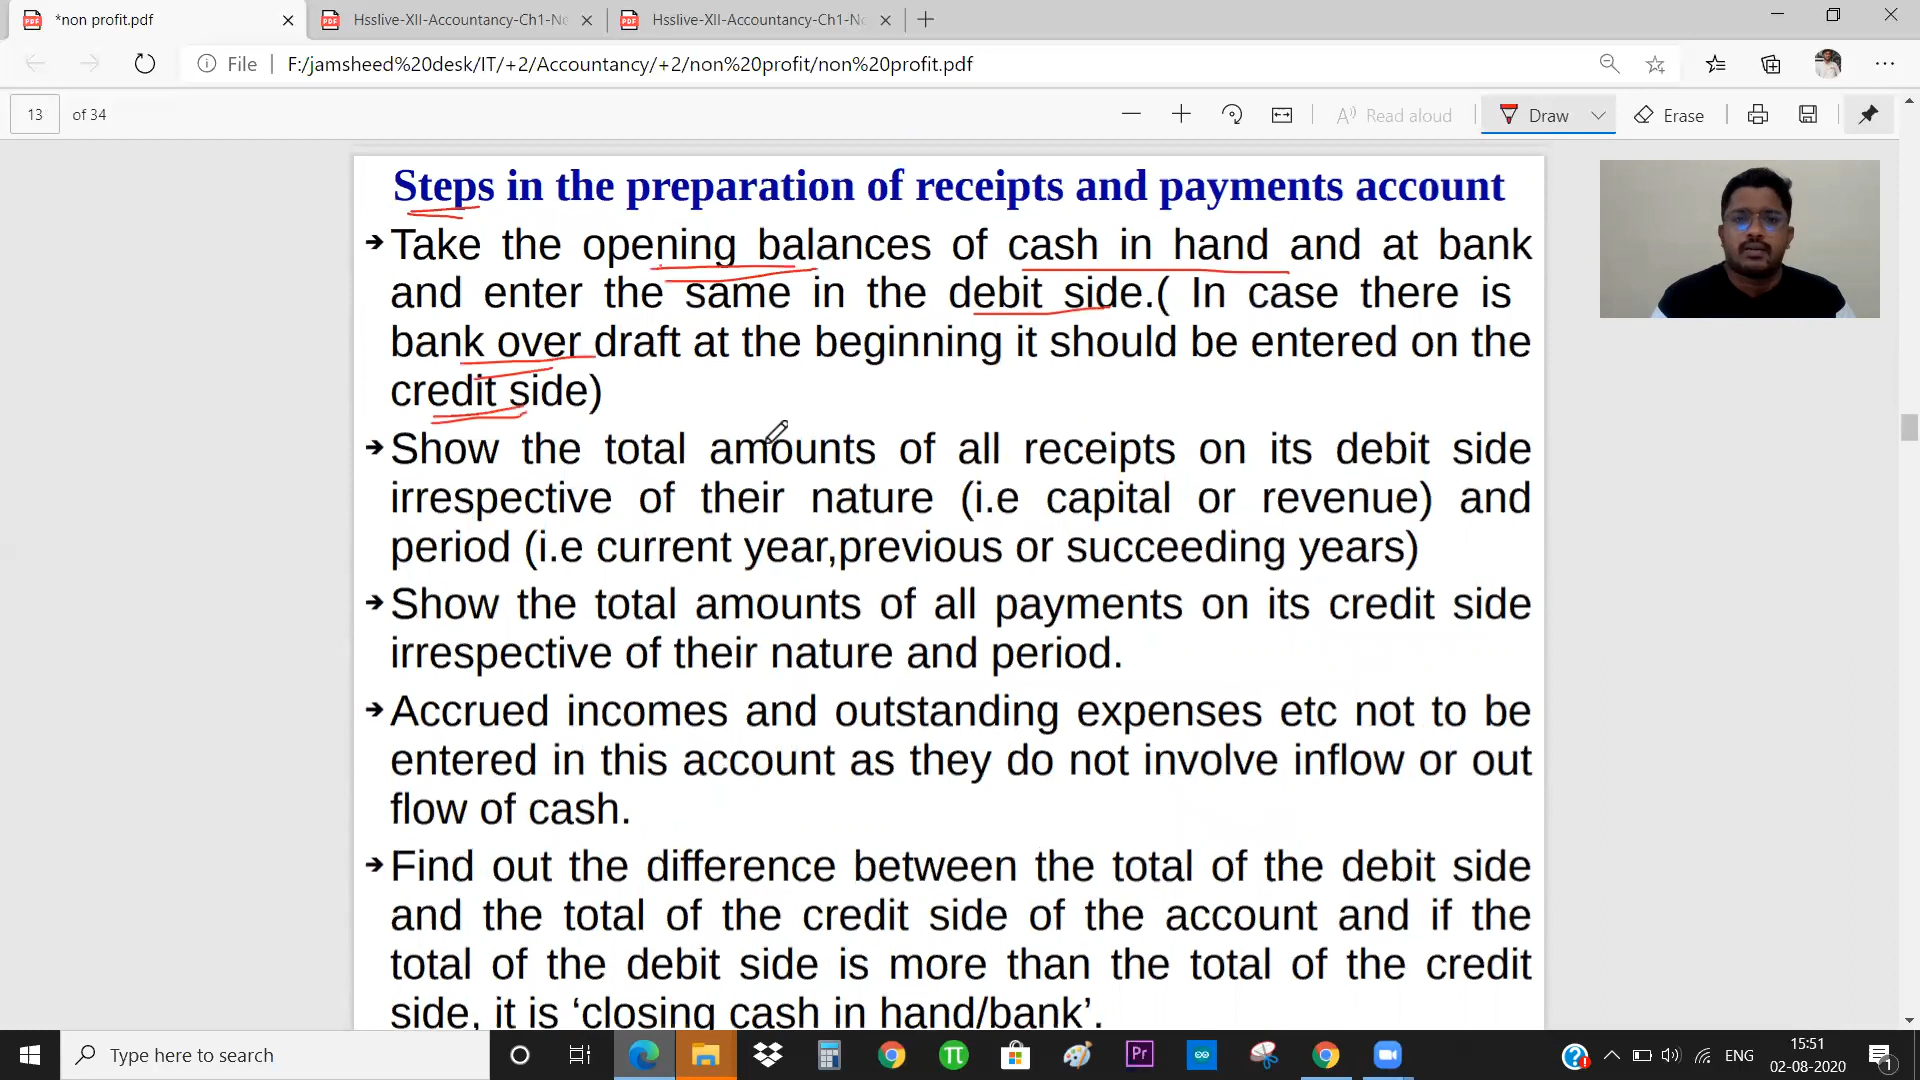 *non profit.pdf
Hsslive-XII-Accountancy-Ch1-N
Hsslive-XII-Accountancy-Ch1-N
File
F:/jamsheed%20desk/IT/+2/Accountancy/+2/non%20profit/non%20profit.pdf
13 of 34
Read aloud
Draw
Erase
Steps in the preparation of receipts and payments account
➔Take the opening balances of cash in hand and at bank
and enter the same in the debit side.( In case there is
bank over draft at the beginning it should be entered on the
credit side)
➔Show the total amounts of all receipts on its debit side
irrespective of their nature (i.e capital or revenue) and
period (i.e current year,previous or succeeding years)
➔Show the total amounts of all payments on its credit side
irrespective of their nature and period.
➔Accrued incomes and outstanding expenses etc not to be
entered in this account as they do not involve inflow or out
flow of cash.
➔Find out the difference between the total of the debit side
and the total of the credit side of the account and if the
total of the debit side is more than the total of the credit
side, it is ‘closing cash in hand/bank’.
Type here to search
Pr
ENG
15:51
02-08-2020
1